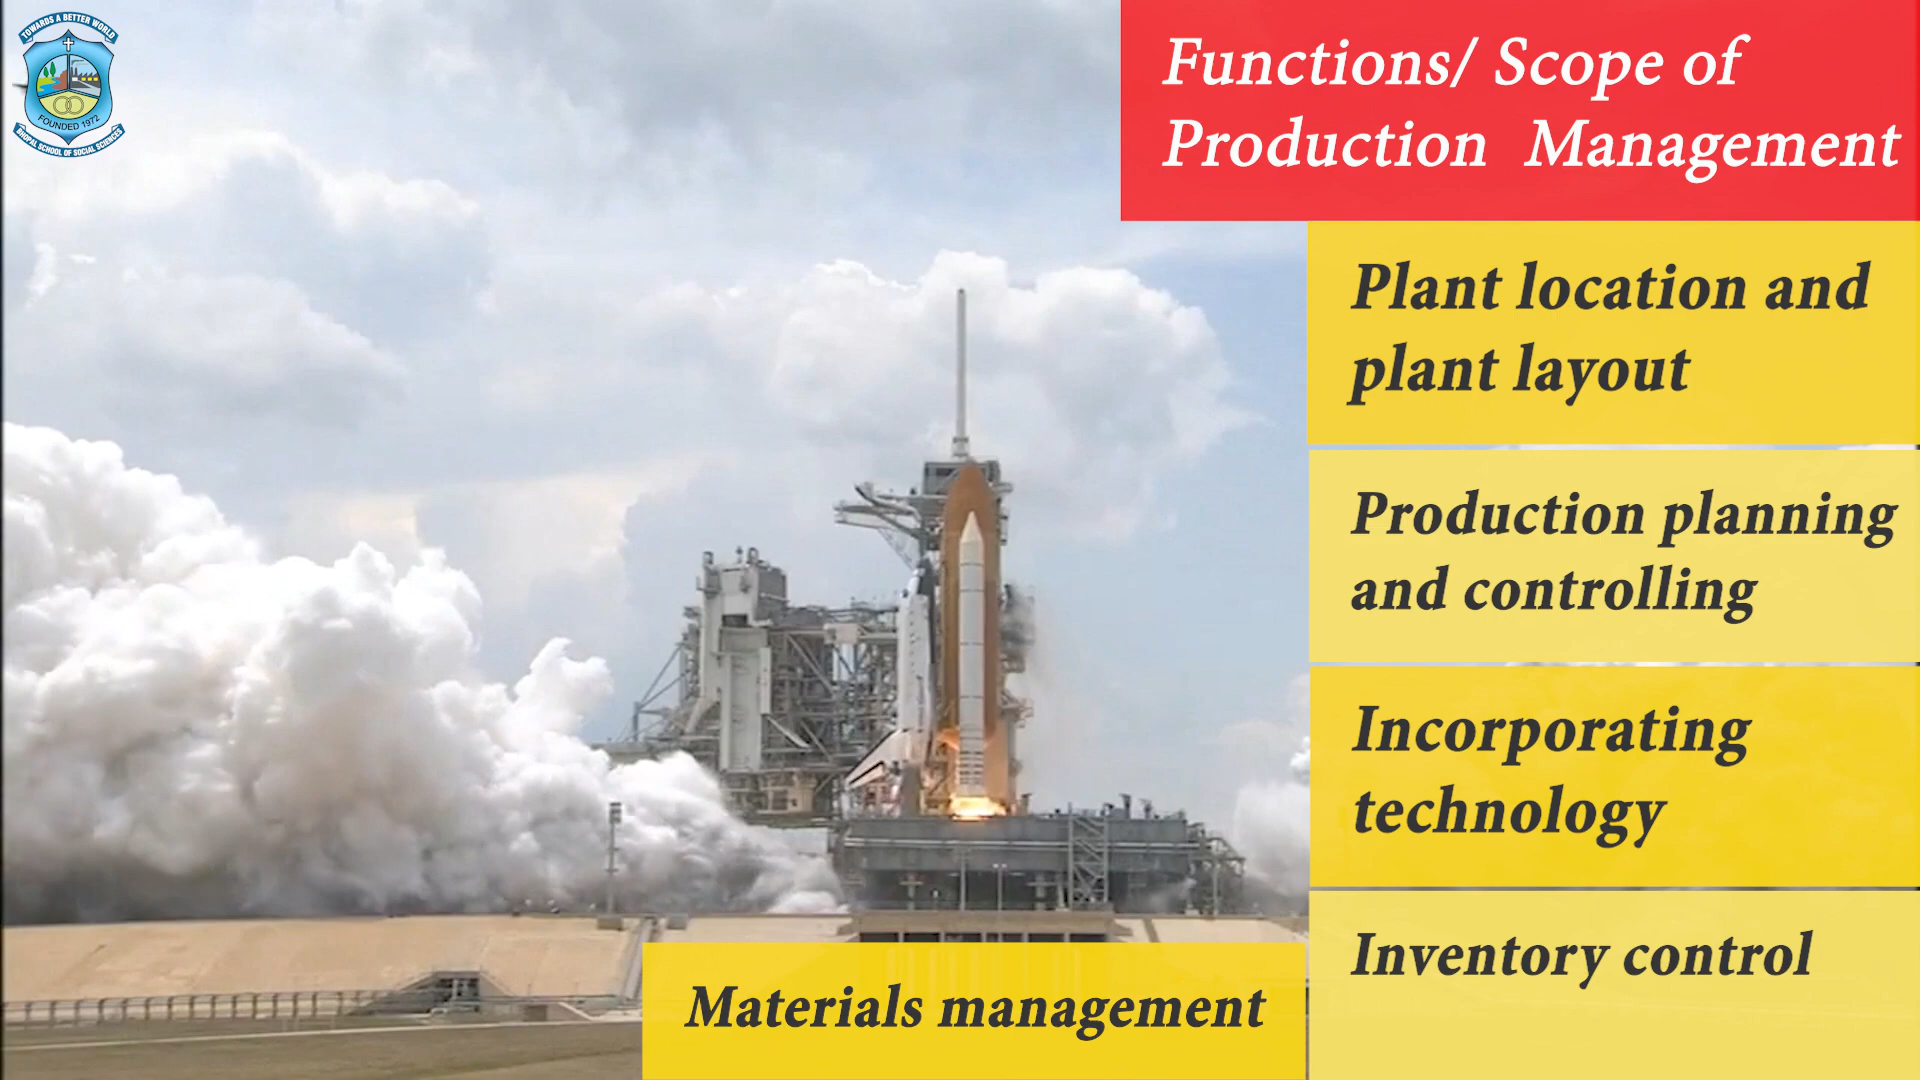 TOWARDS A BETTER WORLD
FOUNDED 1972
BHOPAL SCHOOL OF SOCIAL SCIENCES
Functions/ Scope of
Production Management
Plant location and
plant layout
Production planning
and controlling
Incorporating
technology
Inventory control
Materials management